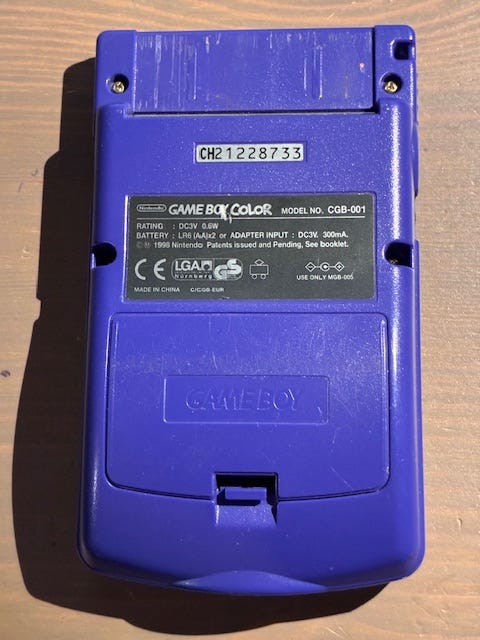 CH21228733
Nintendo GAME BOY COLOR MODEL NO. CGB-001
RATING : DC3V 0.6W
BATTERY : LR6 (AA)x2 or ADAPTER INPUT : DC3V, 300mA.
©Ⓜ 1998 Nintendo Patents issued and Pending, See booklet.
CE LGA Nürnberg GS
USE ONLY MGB-005
MADE IN CHINA C/CGB-EUR
GAME BOY